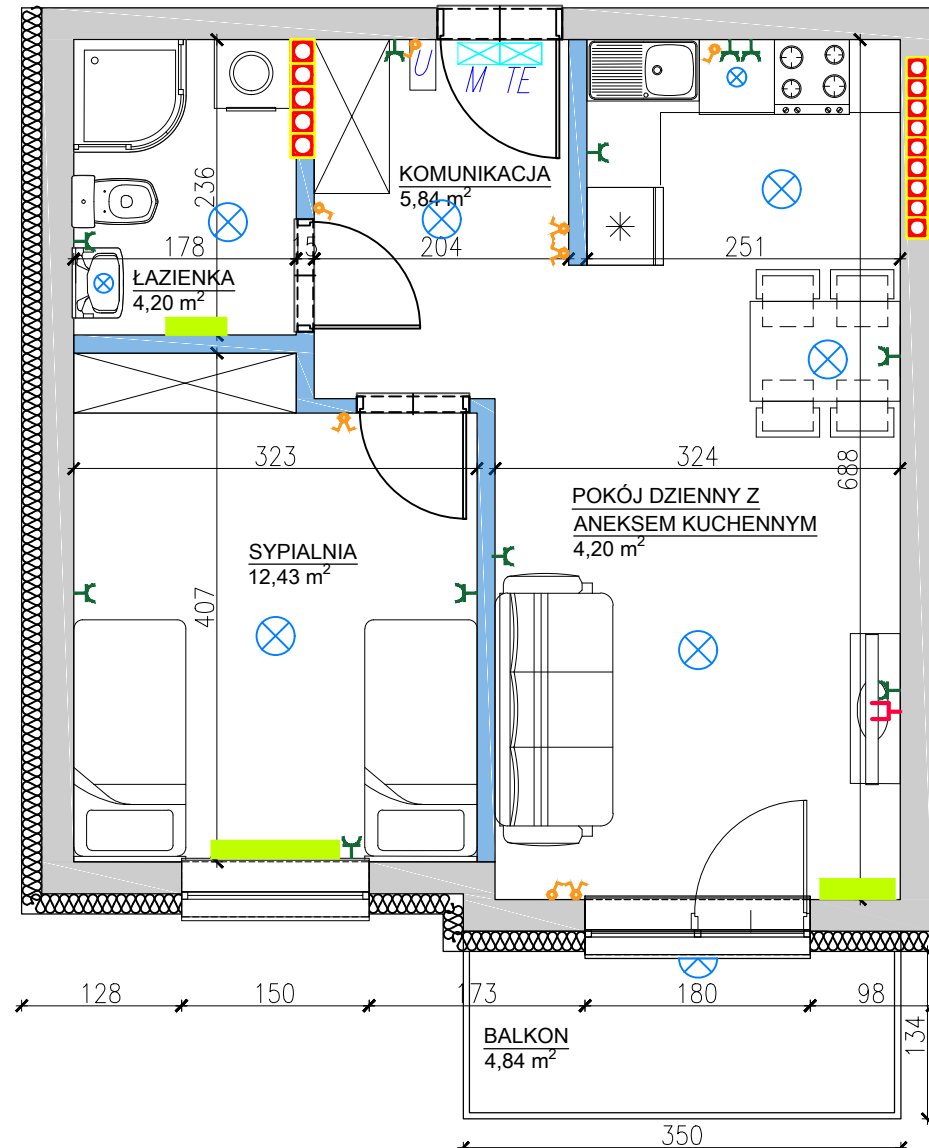 U
M TE
KOMUNIKACJA
5,84 m²
236
178
5
204
251
ŁAZIENKA
4,20 m²
323
324
688
POKÓJ DZIENNY Z
ANEKSEM KUCHENNYM
4,20 m²
SYPIALNIA
12,43 m²
407
128
150
173
180
98
134
BALKON
4,84 m²
350